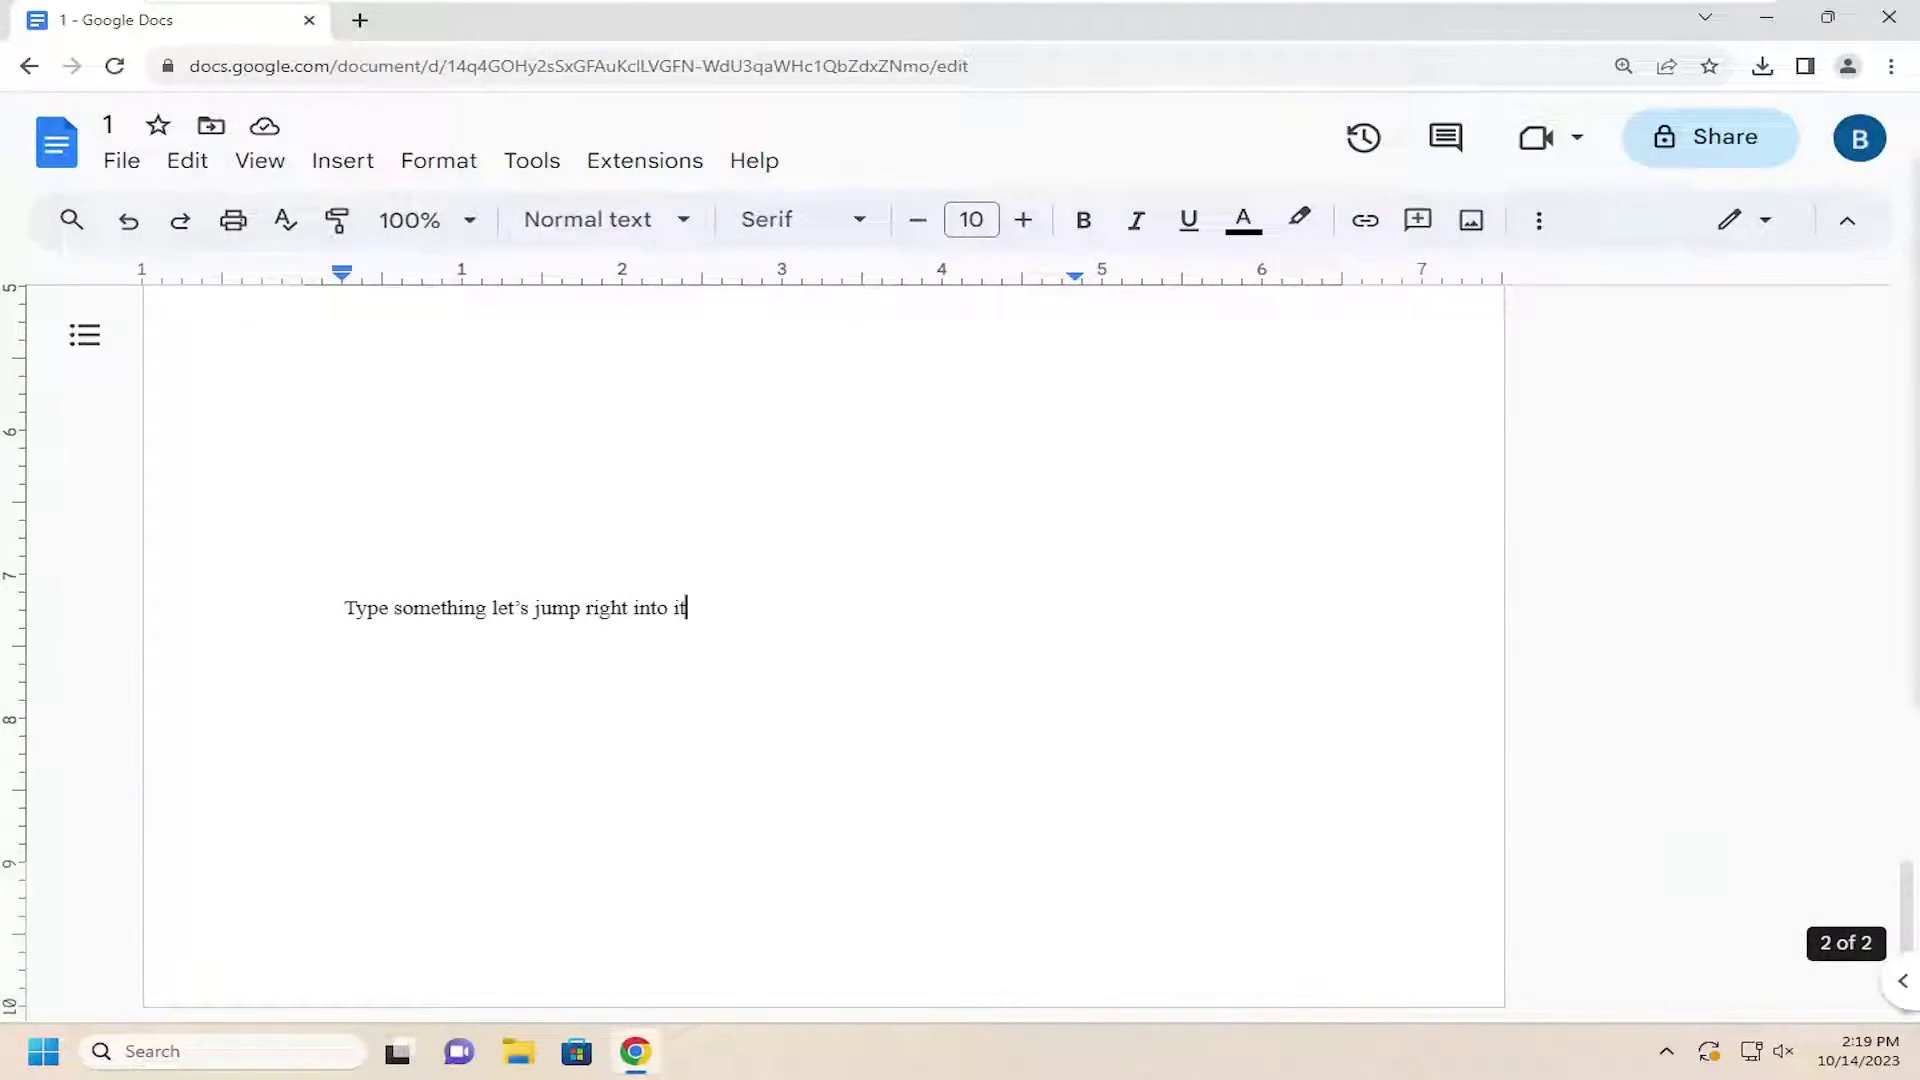 1 - Google Docs
docs.google.com/document/d/14q4GOHy2sSxGFAuKclLVGFN-WdU3qaWHc1QbZdxZNmo/edit
1
File Edit View Insert Format Tools Extensions Help
Share
B
100% Normal text Serif 10 B I U A
1 1 2 3 4 5 6 7
5
6
7
8
9
10
Type something let’s jump right into it
2 of 2
Search
2:19 PM
10/14/2023